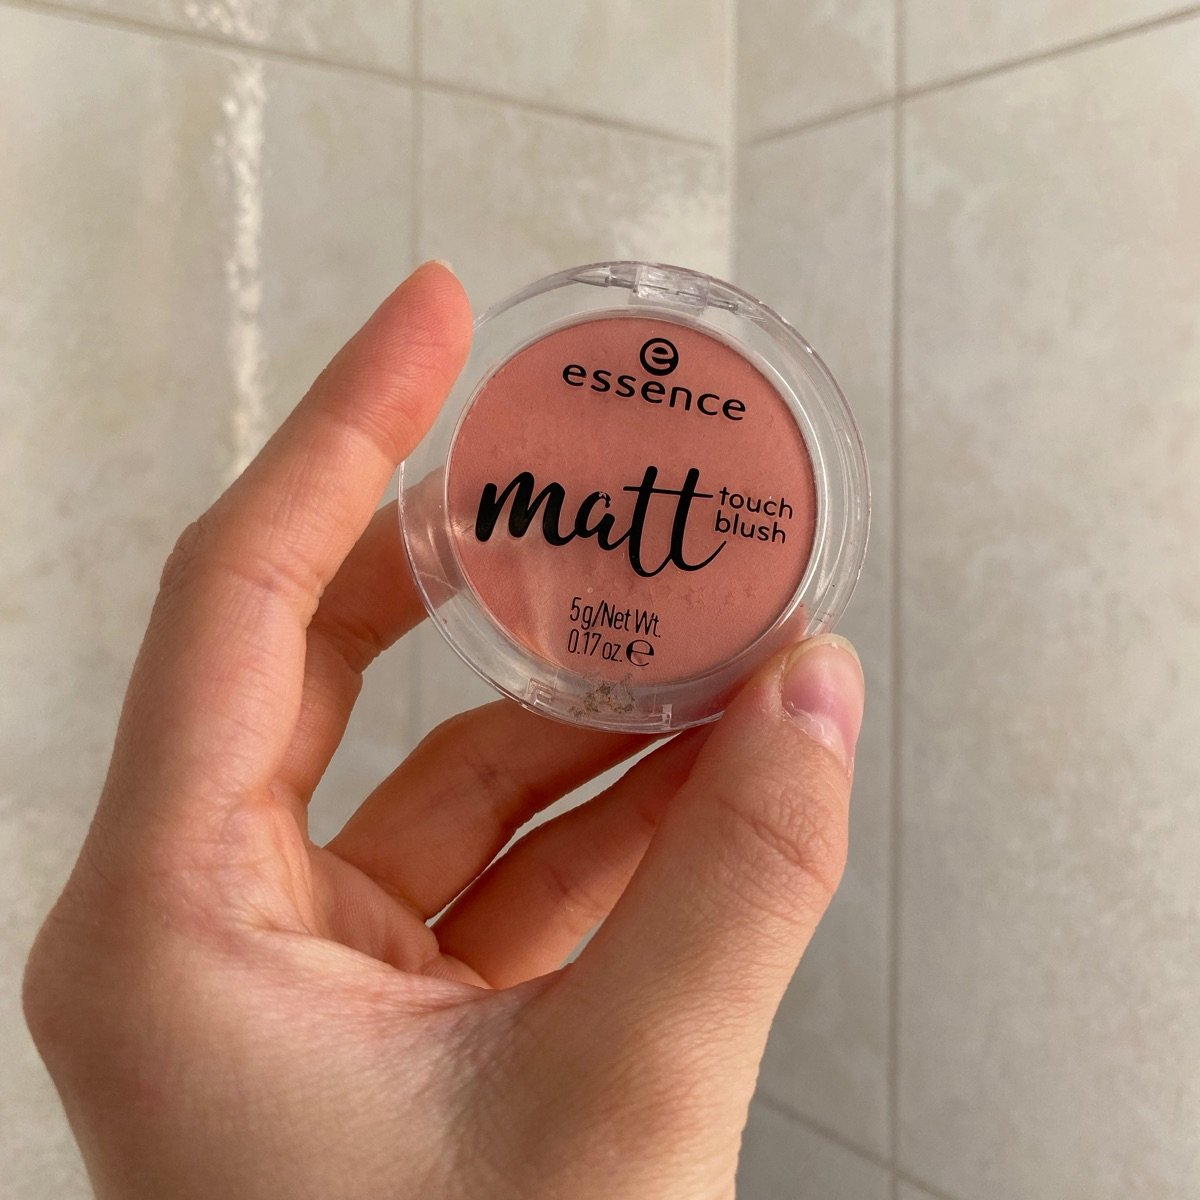 e
essence
matt touch
blush
5g/Net Wt.
0.17 oz. ℮